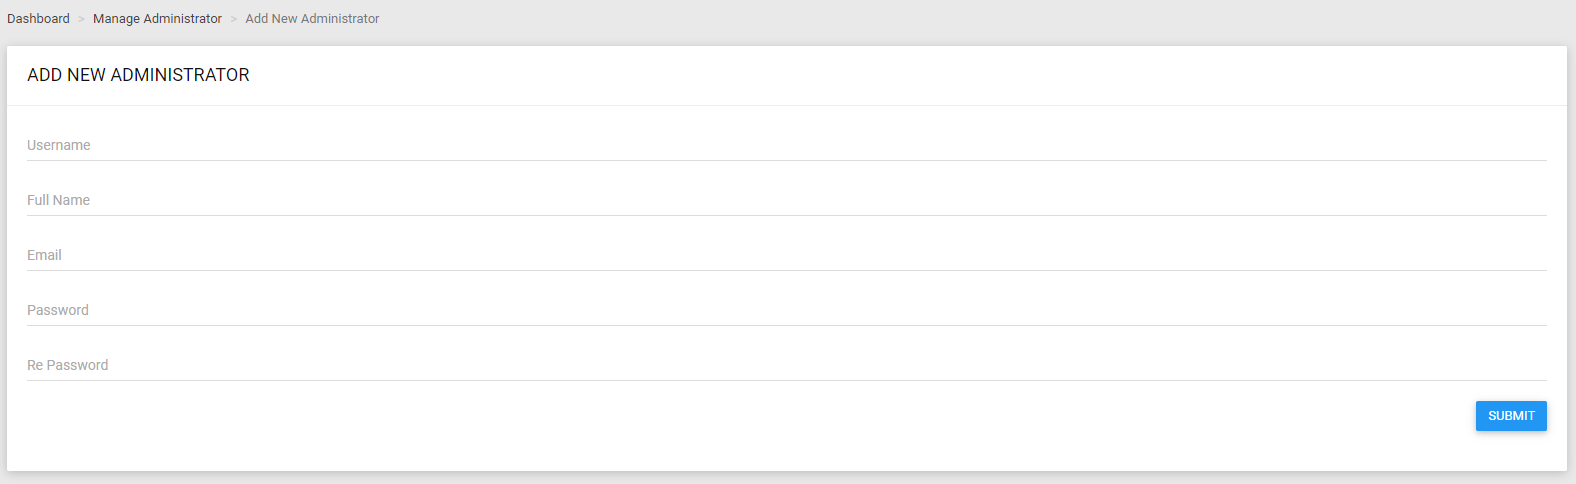 Dashboard > Manage Administrator > Add New Administrator
ADD NEW ADMINISTRATOR
Username
Full Name
Email
Password
Re Password
SUBMIT